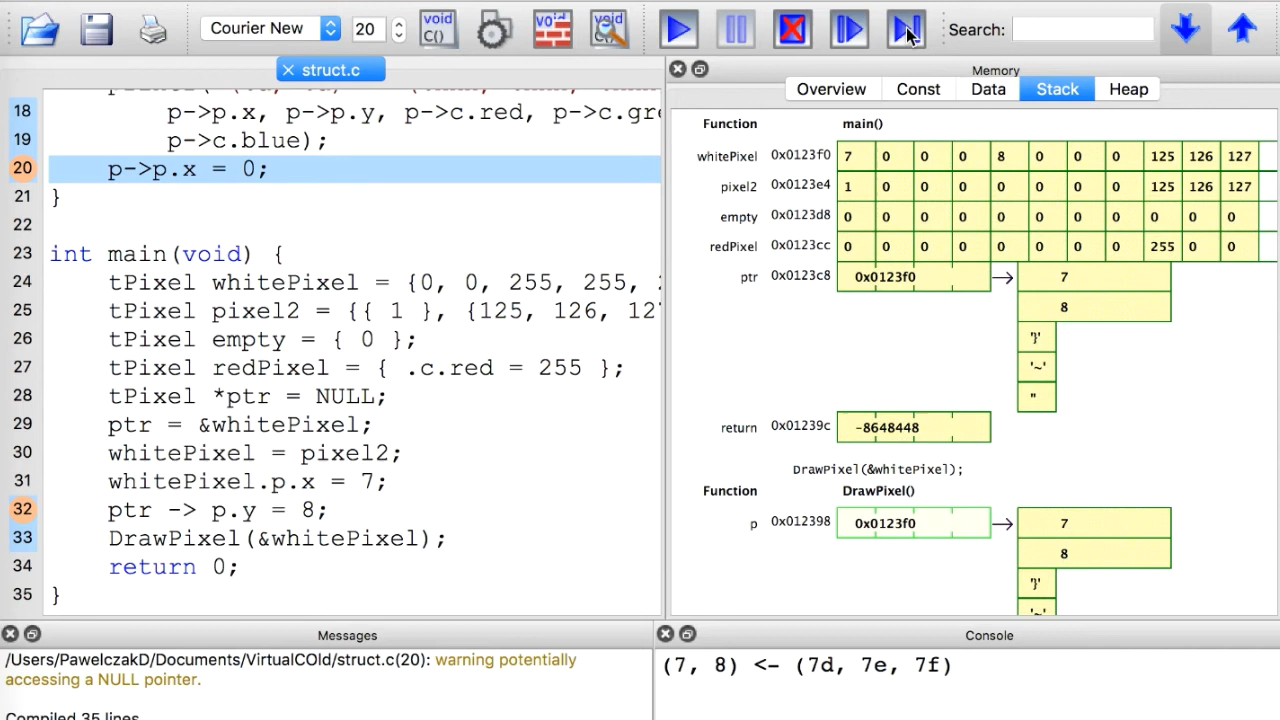 Courier New
20
void
C()
Search:
struct.c
18 p->p.x, p->p.y, p->c.red, p->c.gre
19 p->c.blue);
20 p->p.x = 0;
21 }
22
23 int main(void) {
24 tPixel whitePixel = {0, 0, 255, 255,
25 tPixel pixel2 = {{ 1 }, {125, 126, 12
26 tPixel empty = { 0 };
27 tPixel redPixel = { .c.red = 255 };
28 tPixel *ptr = NULL;
29 ptr = &whitePixel;
30 whitePixel = pixel2;
31 whitePixel.p.x = 7;
32 ptr -> p.y = 8;
33 DrawPixel(&whitePixel);
34 return 0;
35 }
Memory
Overview Const Data Stack Heap
Function main()
whitePixel 0x0123f0 7 0 0 0 8 0 0 0 125 126 127
pixel2 0x0123e4 1 0 0 0 0 0 0 0 125 126 127
empty 0x0123d8 0 0 0 0 0 0 0 0 0 0 0
redPixel 0x0123cc 0 0 0 0 0 0 0 0 255 0 0
ptr 0x0123c8 0x0123f0 7
8
'}'
'~'
"
return 0x01239c -8648448
DrawPixel(&whitePixel);
Function DrawPixel()
p 0x012398 0x0123f0 7
8
'}'
'~'
Messages
/Users/PawelczakD/Documents/VirtualCOld/struct.c(20): warning potentially
accessing a NULL pointer.
Compiled 35 lines
Console
(7, 8) <- (7d, 7e, 7f)